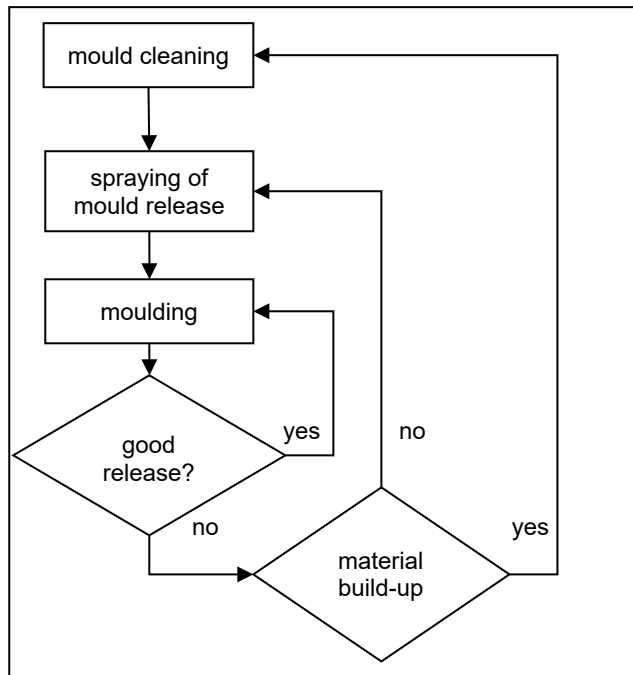 mould cleaning
spraying of
mould release
moulding
good
release?
yes
no
material
build-up
no
yes